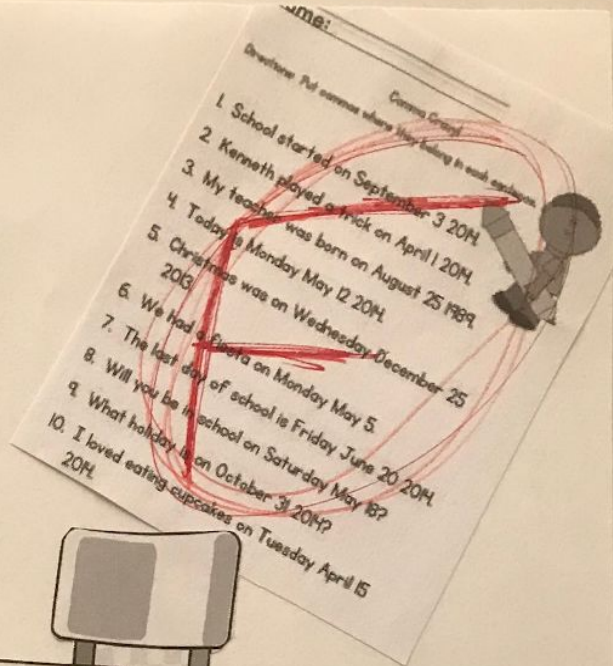 ame:
Comma Crazy!
Directions: Put commas where they belong in each sentence.
1. School started on September 3 2014.
2. Kenneth played a trick on April 1 2014.
3. My teacher was born on August 25 1989.
4. Today is Monday May 12 2014.
5. Christmas was on Wednesday December 25
2013
6. We had a fiesta on Monday May 5.
7. The last day of school is Friday June 20 2014.
8. Will you be in school on Saturday May 18?
9. What holiday is on October 31 2014?
10. I loved eating cupcakes on Tuesday April 15
2014.
F